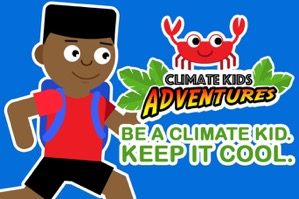 CLIMATE KIDS
ADVENTURES
BE A CLIMATE KID.
KEEP IT COOL.